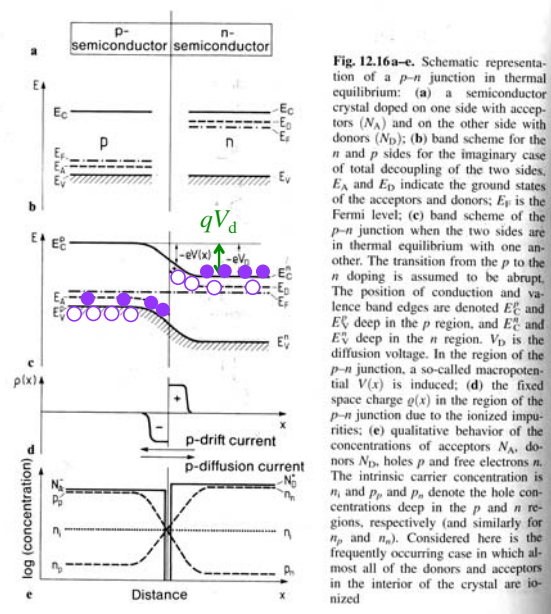 p-
semiconductor
n-
semiconductor
a
E
E_C
E_C
E_D
E_F
p
n
E_F
E_A
E_V
E_V
b
qV_d
E
E_C^p
-eV(x)
-eV_D
E_C^n
E_D
E_F
E_A
E_V^p
E_V^n
c
x
ρ(x)
+
−
x
d
p-drift current
p-diffusion current
log (concentration)
N_A^-
p_p
N_D^+
n_n
n_i
n_i
n_p
p_n
e
Distance
x
Fig. 12.16a–e. Schematic representa-
tion of a p–n junction in thermal
equilibrium: (a) a semiconductor
crystal doped on one side with accep-
tors (N_A) and on the other side with
donors (N_D); (b) band scheme for the
n and p sides for the imaginary case
of total decoupling of the two sides.
E_A and E_D indicate the ground states
of the acceptors and donors; E_F is the
Fermi level; (c) band scheme of the
p–n junction when the two sides are
in thermal equilibrium with one an-
other. The transition from the p to the
n doping is assumed to be abrupt.
The position of conduction and va-
lence band edges are denoted E_C^p and
E_V^p deep in the p region, and E_C^n and
E_V^n deep in the n region. V_D is the
diffusion voltage. In the region of the
p–n junction, a so-called macropoten-
tial V(x) is induced; (d) the fixed
space charge ϱ(x) in the region of the
p–n junction due to the ionized impu-
rities; (e) qualitative behavior of the
concentrations of acceptors N_A, do-
nors N_D, holes p and free electrons n.
The intrinsic carrier concentration is
n_i and p_p and p_n denote the hole con-
centrations deep in the p and n re-
gions, respectively (and similarly for
n_p and n_n). Considered here is the
frequently occurring case in which al-
most all of the donors and acceptors
in the interior of the crystal are io-
nized